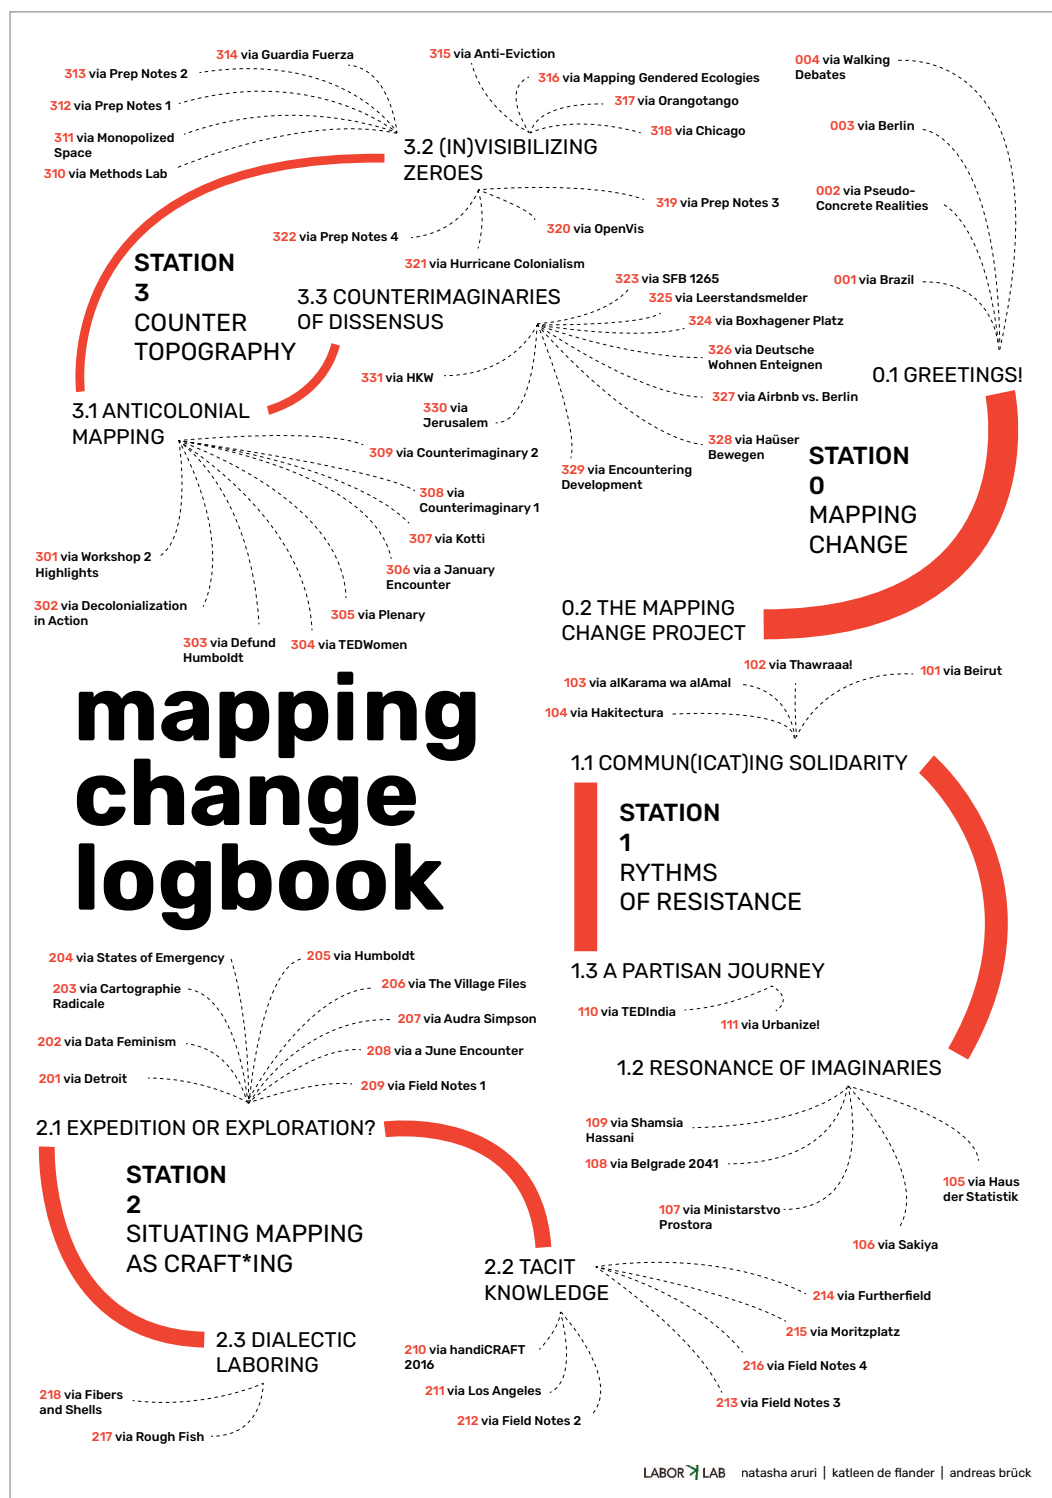 314 via Guardia Fuerza
313 via Prep Notes 2
312 via Prep Notes 1
311 via Monopolized
Space
310 via Methods Lab
315 via Anti-Eviction
316 via Mapping Gendered Ecologies
317 via Orangotango
318 via Chicago
3.2 (IN)VISIBILIZING
ZEROES
319 via Prep Notes 3
320 via OpenVis
322 via Prep Notes 4
321 via Hurricane Colonialism
004 via Walking
Debates
003 via Berlin
002 via Pseudo-
Concrete Realities
001 via Brazil
0.1 GREETINGS!
STATION
3
COUNTER
TOPOGRAPHY
3.3 COUNTERIMAGINARIES
OF DISSENSUS
323 via SFB 1265
325 via Leerstandsmelder
324 via Boxhagener Platz
326 via Deutsche
Wohnen Enteignen
327 via Airbnb vs. Berlin
328 via Haüser
Bewegen
329 via Encountering
Development
330 via
Jerusalem
331 via HKW
3.1 ANTICOLONIAL
MAPPING
309 via Counterimaginary 2
308 via
Counterimaginary 1
307 via Kotti
306 via a January
Encounter
305 via Plenary
304 via TEDWomen
303 via Defund
Humboldt
302 via Decolonialization
in Action
301 via Workshop 2
Highlights
STATION
0
MAPPING
CHANGE
0.2 THE MAPPING
CHANGE PROJECT
mapping
change
logbook
102 via Thawraaa!
101 via Beirut
103 via alKarama wa alAmal
104 via Hakitectura
1.1 COMMUN(ICAT)ING SOLIDARITY
STATION
1
RYTHMS
OF RESISTANCE
1.3 A PARTISAN JOURNEY
110 via TEDIndia
111 via Urbanize!
1.2 RESONANCE OF IMAGINARIES
109 via Shamsia
Hassani
108 via Belgrade 2041
107 via Ministarstvo
Prostora
106 via Sakiya
105 via Haus
der Statistik
204 via States of Emergency
203 via Cartographie
Radicale
202 via Data Feminism
201 via Detroit
205 via Humboldt
206 via The Village Files
207 via Audra Simpson
208 via a June Encounter
209 via Field Notes 1
2.1 EXPEDITION OR EXPLORATION?
STATION
2
SITUATING MAPPING
AS CRAFT*ING
2.2 TACIT
KNOWLEDGE
214 via Furtherfield
215 via Moritzplatz
216 via Field Notes 4
213 via Field Notes 3
210 via handiCRAFT
2016
211 via Los Angeles
212 via Field Notes 2
2.3 DIALECTIC
LABORING
218 via Fibers
and Shells
217 via Rough Fish
LABOR K LAB natasha aruri | katleen de flander | andreas brück